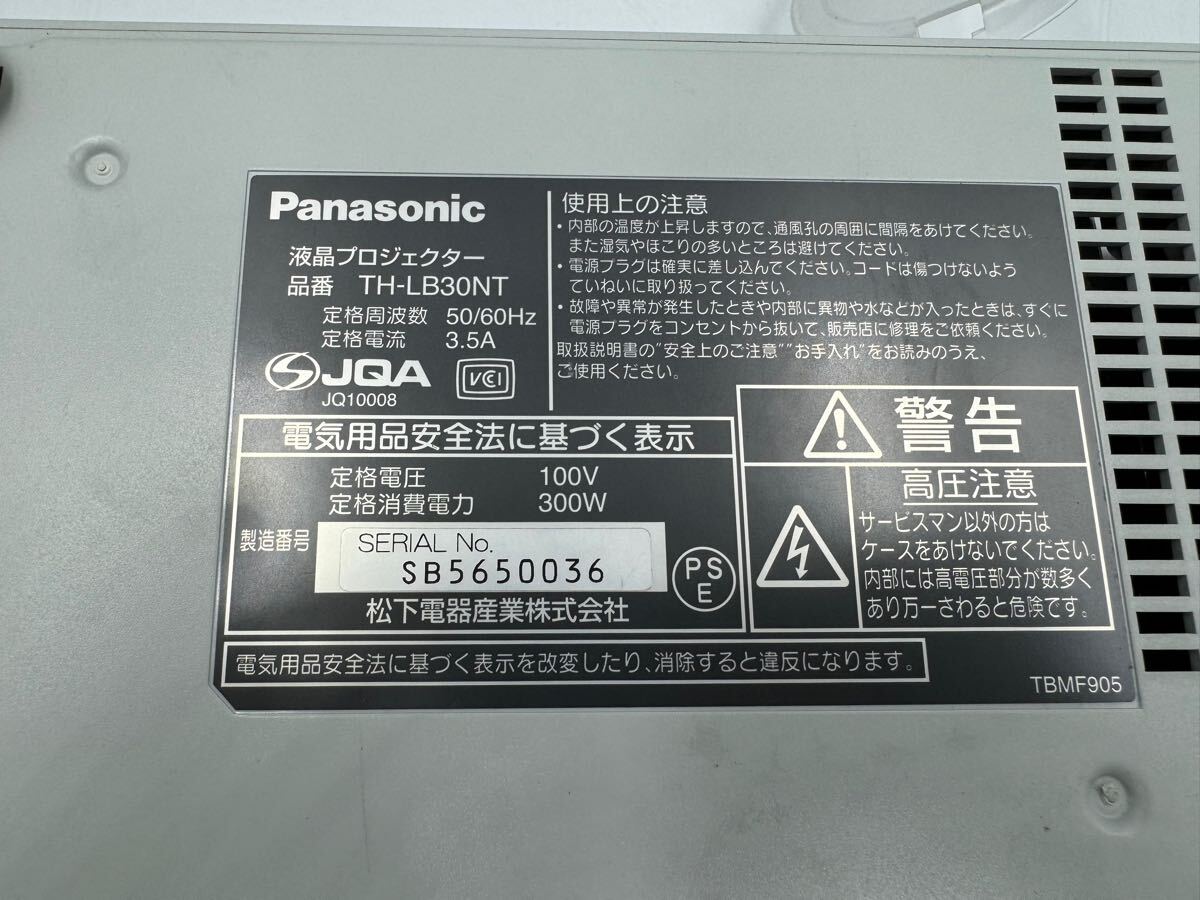 Panasonic
液晶プロジェクター
品番 TH-LB30NT
定格周波数 50/60Hz
定格電流 3.5A
JQA
JQ10008
VCI
使用上の注意
・内部の温度が上昇しますので、通風孔の周囲に間隔をあけてください。
また湿気やほこりの多いところは避けてください。
・電源プラグは確実に差し込んでください。コードは傷つけないよう
ていねいに取り扱ってください。
・故障や異常が発生したときや内部に異物や水などが入ったときは、すぐに
電源プラグをコンセントから抜いて、販売店に修理をご依頼ください。
取扱説明書の"安全上のご注意""お手入れ"をお読みのうえ、
ご使用ください。
電気用品安全法に基づく表示
定格電圧 100V
定格消費電力 300W
製造番号
SERIAL No.
SB5650036
PS
E
松下電器産業株式会社
警告
高圧注意
サービスマン以外の方は
ケースをあけないでください。
内部には高電圧部分が数多く
あり万一さわると危険です。
電気用品安全法に基づく表示を改変したり、消除すると違反になります。
TBMF905